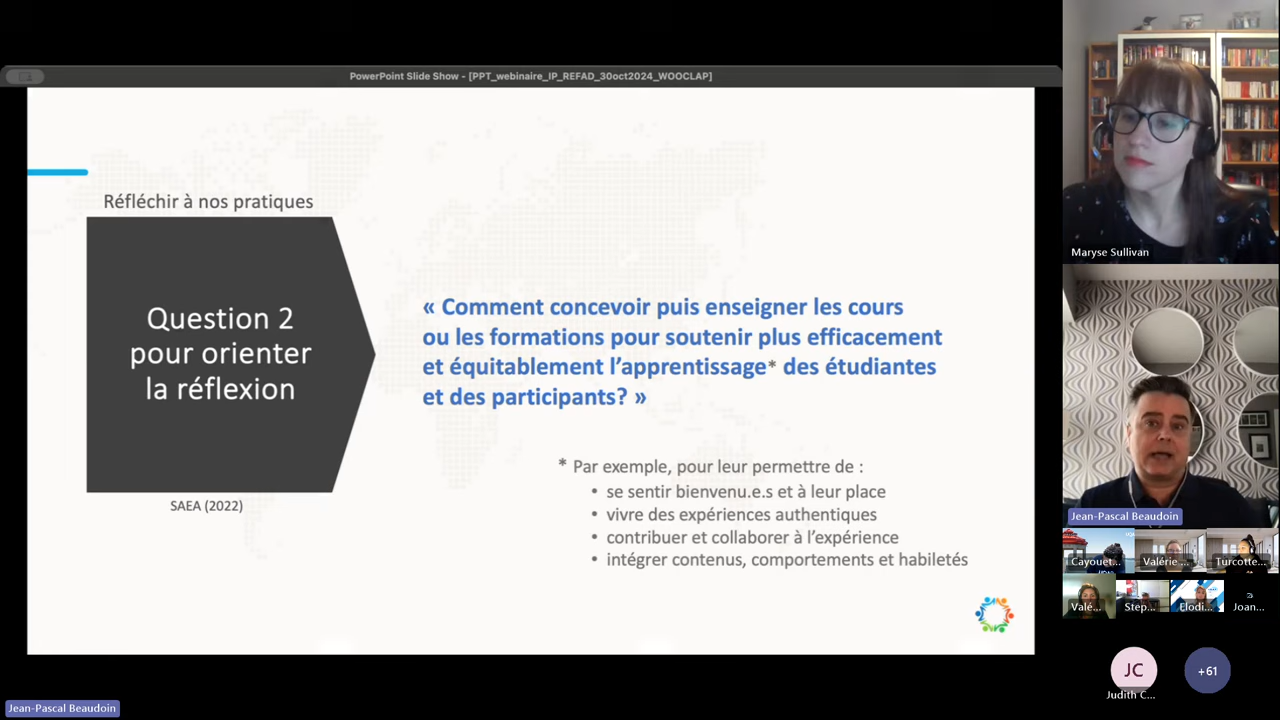 PowerPoint Slide Show - [PPT_webinaire_IP_REFAD_30oct2024_WOOCLAP]
Réfléchir à nos pratiques
Question 2
pour orienter
la réflexion
SAEA (2022)
« Comment concevoir puis enseigner les cours
ou les formations pour soutenir plus efficacement
et équitablement l'apprentissage* des étudiantes
et des participants? »
* Par exemple, pour leur permettre de :
• se sentir bienvenu.e.s et à leur place
• vivre des expériences authentiques
• contribuer et collaborer à l'expérience
• intégrer contenus, comportements et habiletés
Maryse Sullivan
Jean-Pascal Beaudoin
Cayouet...
Valérie ...
Turcotte...
Valé...
Step...
Elodi...
Joan...
JC
+61
Judith C...
Jean-Pascal Beaudoin